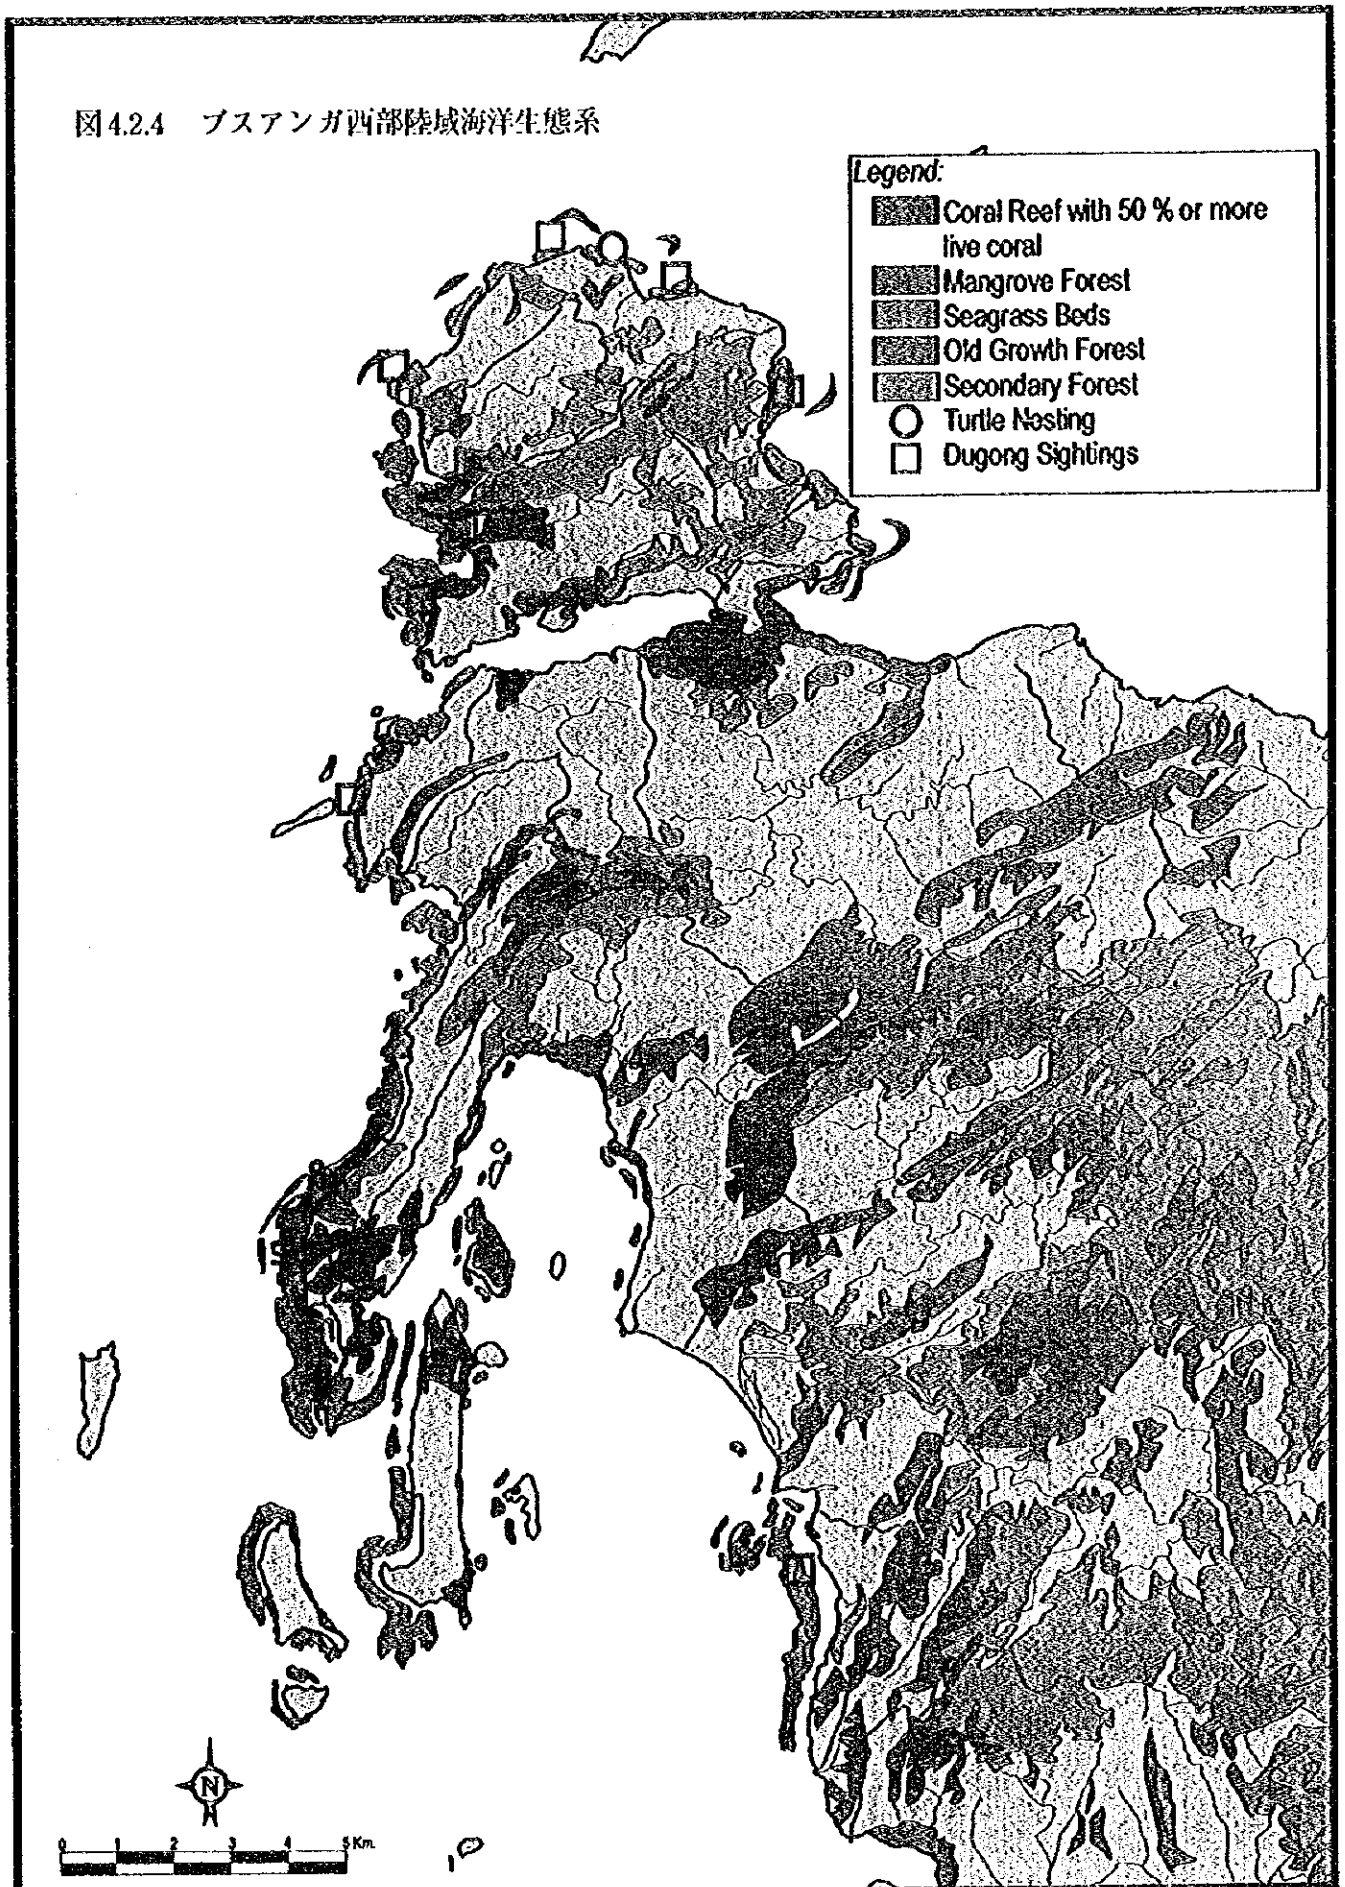 図4.2.4 ブスアンガ西部陸域海洋生態系
Legend:
Coral Reef with 50 % or more
live coral
Mangrove Forest
Seagrass Beds
Old Growth Forest
Secondary Forest
Turtle Nesting
Dugong Sightings
N
0 1 2 3 4 5 Km.